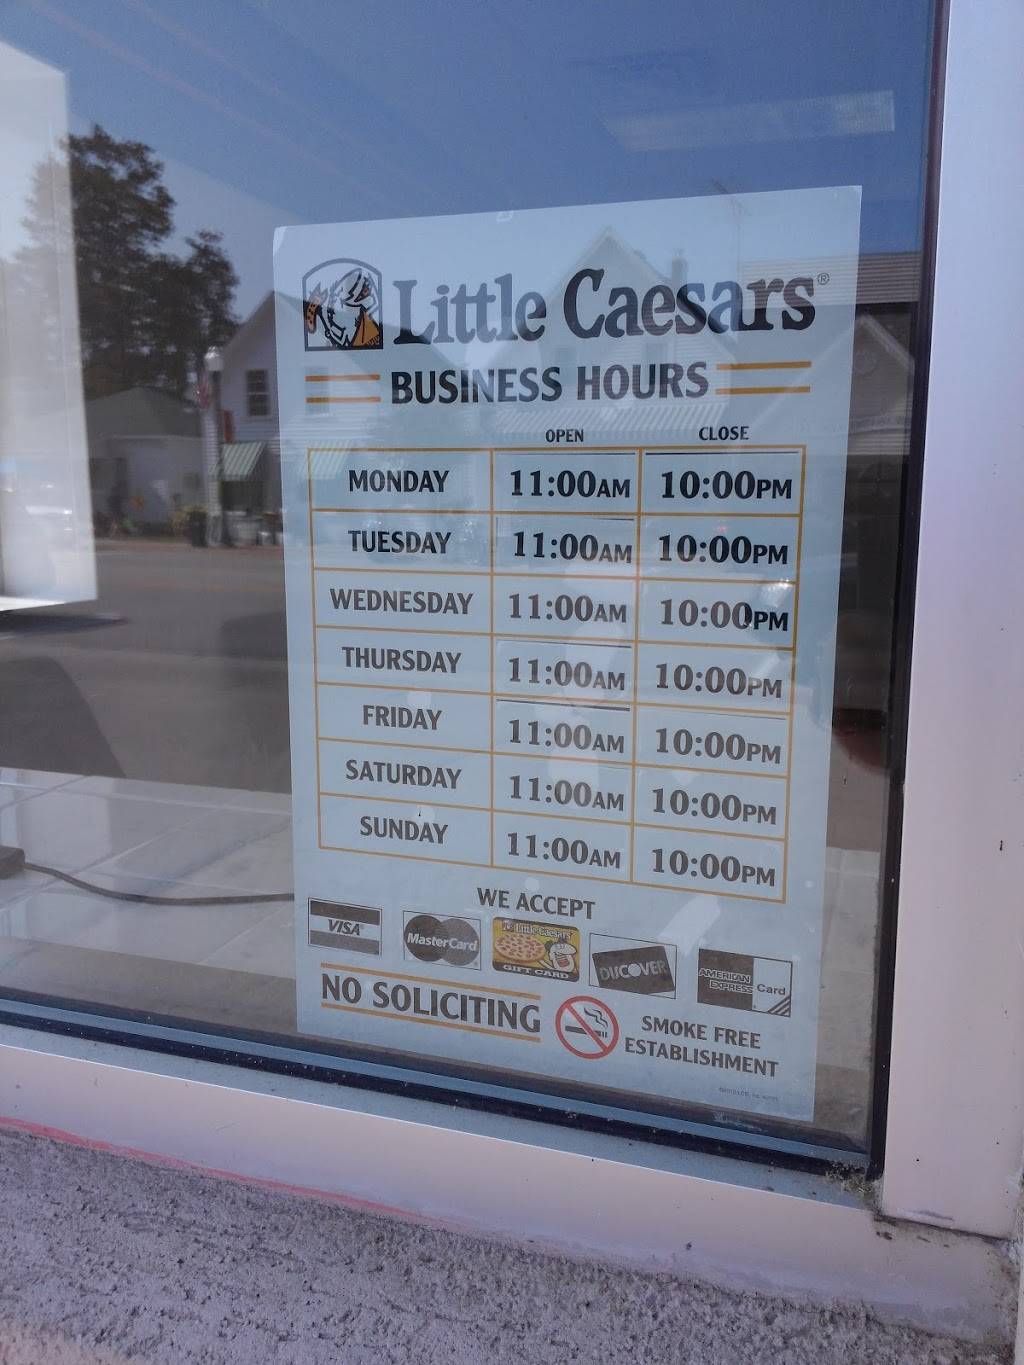 Little Caesars®
BUSINESS HOURS
OPEN CLOSE
MONDAY 11:00AM 10:00PM
TUESDAY 11:00AM 10:00PM
WEDNESDAY 11:00AM 10:00PM
THURSDAY 11:00AM 10:00PM
FRIDAY 11:00AM 10:00PM
SATURDAY 11:00AM 10:00PM
SUNDAY 11:00AM 10:00PM
WE ACCEPT
VISA
MasterCard
Little Caesars
GIFT CARD
DISCOVER
AMERICAN
EXPRESS Card
NO SOLICITING
SMOKE FREE
ESTABLISHMENT